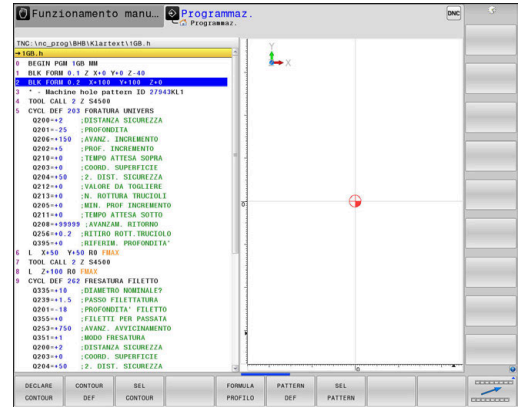 Funzionamento manu...
Programmaz.
Programmaz.
DNC
TNC:\nc_prog\BHB\Klartext\1GB.h
→1GB.h
0 BEGIN PGM 1GB MM
1 BLK FORM 0.1 Z X+0 Y+0 Z-40
2 BLK FORM 0.2 X+100 Y+100 Z+0
3 * - Machine hole pattern ID 27943KL1
4 TOOL CALL 2 Z S4500
5 CYCL DEF 203 FORATURA UNIVERS
Q200=+2 ;DISTANZA SICUREZZA
Q201=-25 ;PROFONDITA
Q206=+150 ;AVANZ. INCREMENTO
Q202=+5 ;PROF. INCREMENTO
Q210=+0 ;TEMPO ATTESA SOPRA
Q203=+0 ;COORD. SUPERFICIE
Q204=+50 ;2. DIST. SICUREZZA
Q212=+0 ;VALORE DA TOGLIERE
Q213=+0 ;N. ROTTURA TRUCIOLI
Q205=+0 ;MIN. PROF INCREMENTO
Q211=+0 ;TEMPO ATTESA SOTTO
Q208=+99999 ;AVANZAM. RITORNO
Q256=+0.2 ;RITIRO ROTT.TRUCIOLO
Q395=+0 ;RIFERIM. PROFONDITA'
6 L X+50 Y+50 R0 FMAX
7 TOOL CALL 2 Z S4500
8 L Z+100 R0 FMAX
9 CYCL DEF 262 FRESATURA FILETTO
Q335=+10 ;DIAMETRO NOMINALE?
Q239=+1.5 ;PASSO FILETTATURA
Q201=-18 ;PROFONDITA' FILETTO
Q355=+0 ;FILETTI PER PASSATA
Q253=+750 ;AVANZ. AVVICINAMENTO
Q351=+1 ;MODO FRESATURA
Q200=+2 ;DISTANZA SICUREZZA
Q203=+0 ;COORD. SUPERFICIE
Q204=+50 ;2. DIST. SICUREZZA
Y
X
0
0
DECLARE CONTOUR
CONTOUR DEF
SEL CONTOUR
FORMULA PROFILO
PATTERN DEF
SEL PATTERN